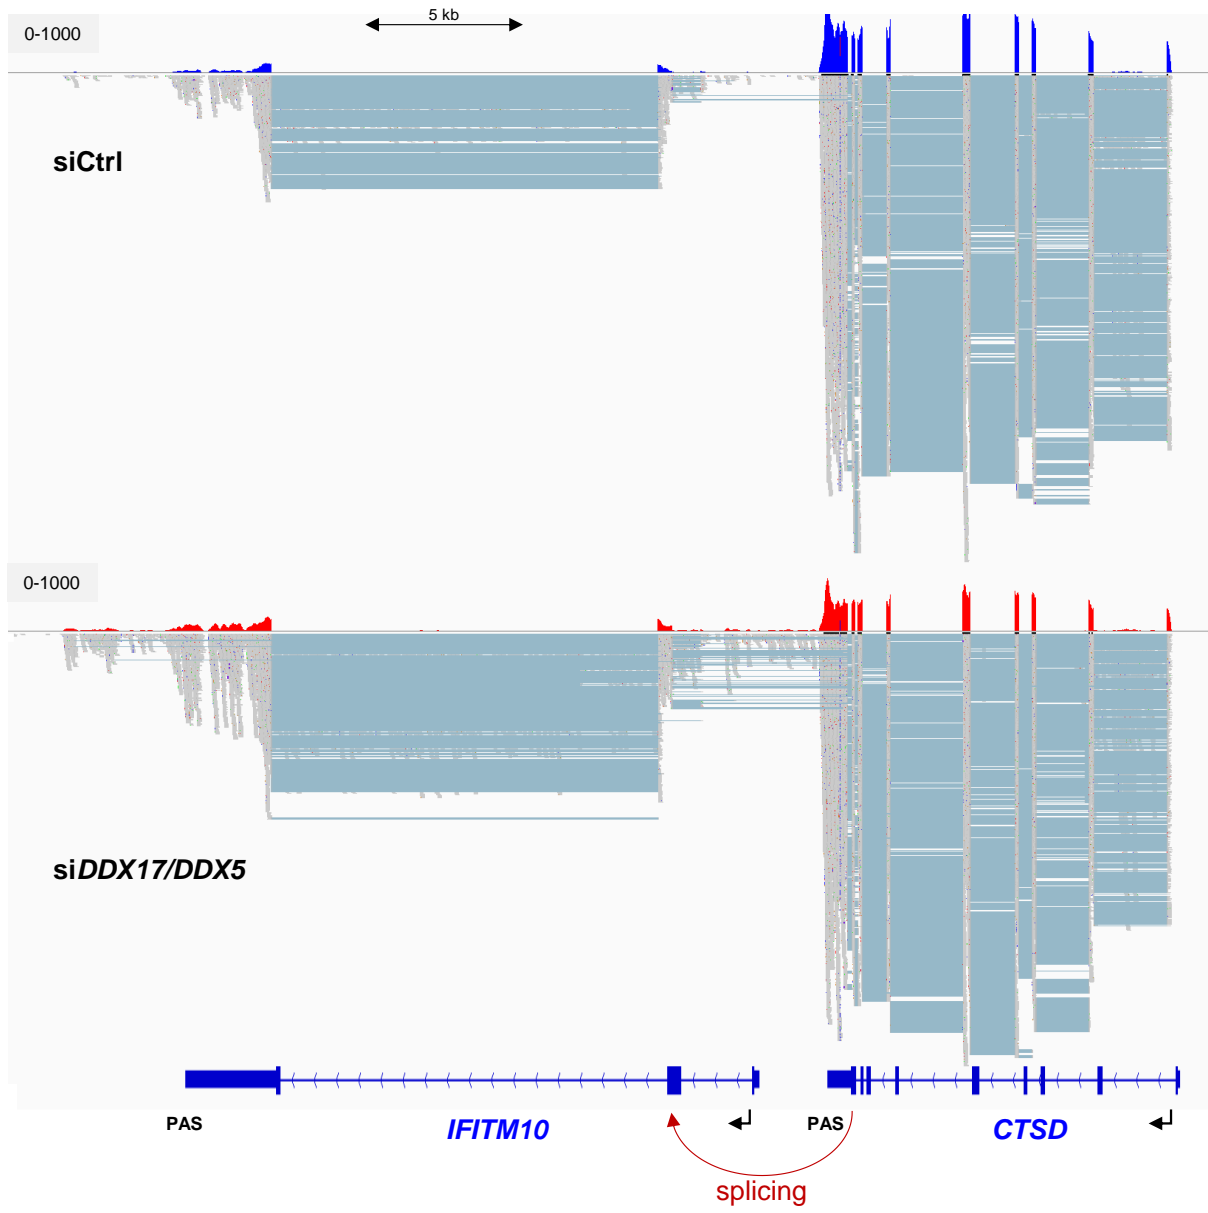 5 kb
0-1000
siCtrl
0-1000
siDDX17/DDX5
PAS
IFITM10
PAS
CTSD
splicing